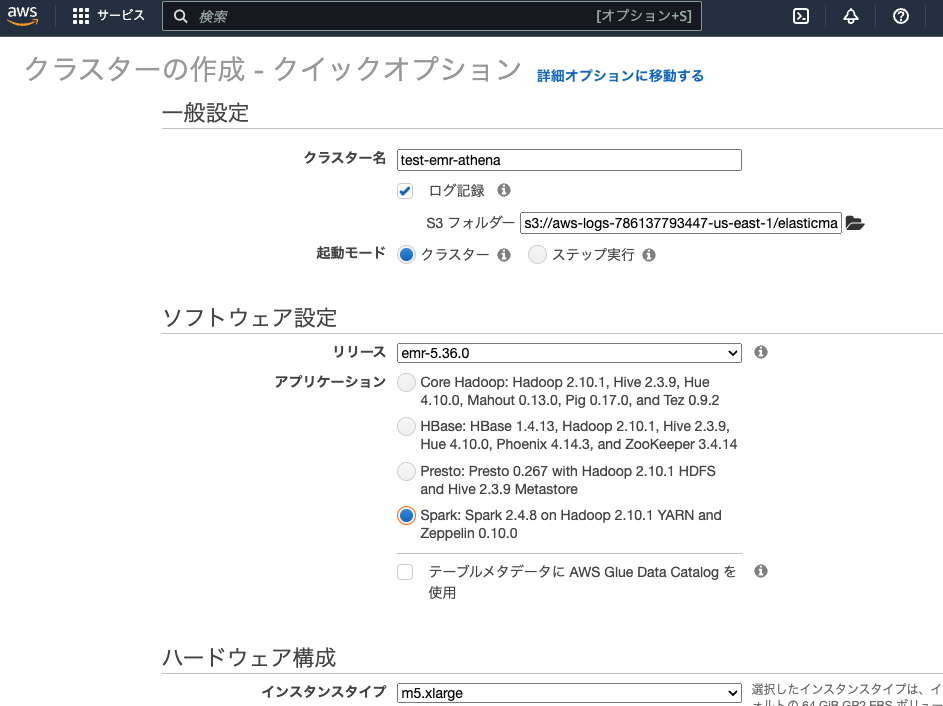 aws サービス 検索 [オプション+S]
クラスターの作成 - クイックオプション 詳細オプションに移動する
一般設定
クラスター名 test-emr-athena
ログ記録
S3 フォルダー s3://aws-logs-786137793447-us-east-1/elasticma
起動モード クラスター ステップ実行
ソフトウェア設定
リリース emr-5.36.0
アプリケーション Core Hadoop: Hadoop 2.10.1, Hive 2.3.9, Hue
4.10.0, Mahout 0.13.0, Pig 0.17.0, and Tez 0.9.2
HBase: HBase 1.4.13, Hadoop 2.10.1, Hive 2.3.9,
Hue 4.10.0, Phoenix 4.14.3, and ZooKeeper 3.4.14
Presto: Presto 0.267 with Hadoop 2.10.1 HDFS
and Hive 2.3.9 Metastore
Spark: Spark 2.4.8 on Hadoop 2.10.1 YARN and
Zeppelin 0.10.0
テーブルメタデータに AWS Glue Data Catalog を
使用
ハードウェア構成
インスタンスタイプ m5.xlarge 選択したインスタンスタイプは、イ
ォルトの 64 GiB GP2 EBS ボリュー